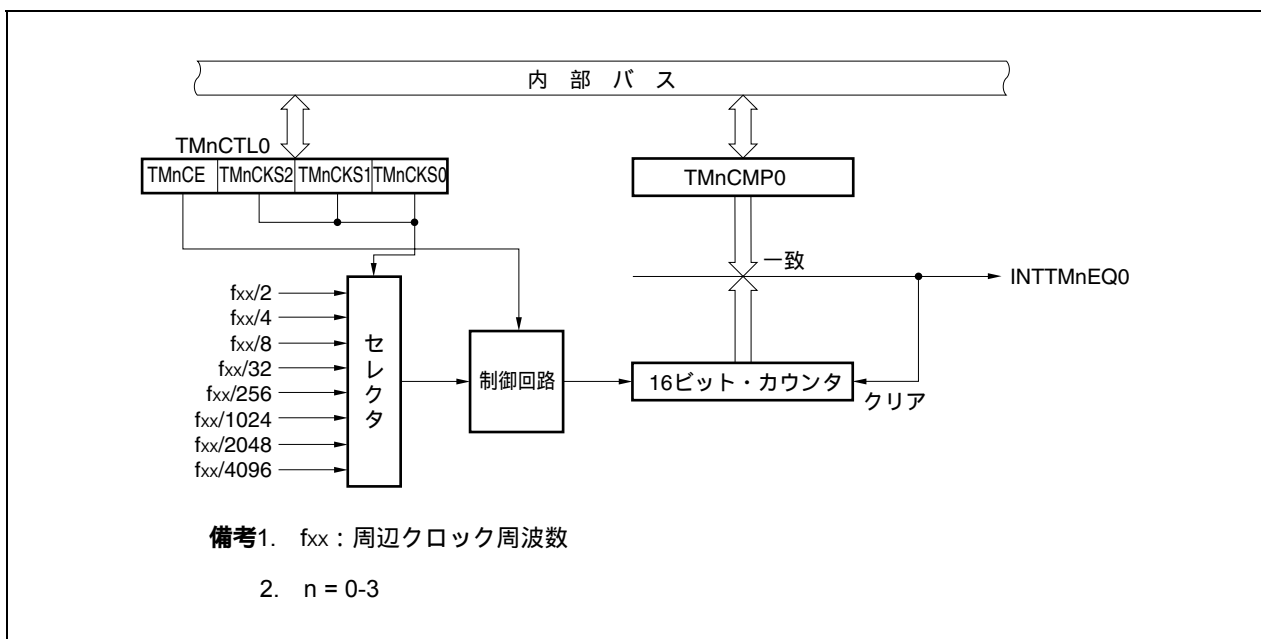 内 部 バ ス
TMnCTL0
TMnCE TMnCKS2 TMnCKS1 TMnCKS0
TMnCMP0
一致
INTTMnEQ0
fxx/2
fxx/4
fxx/8
fxx/32
fxx/256
fxx/1024
fxx/2048
fxx/4096
セレクタ
制御回路
16ビット・カウンタ
クリア
備考1. fxx：周辺クロック周波数
2. n = 0-3